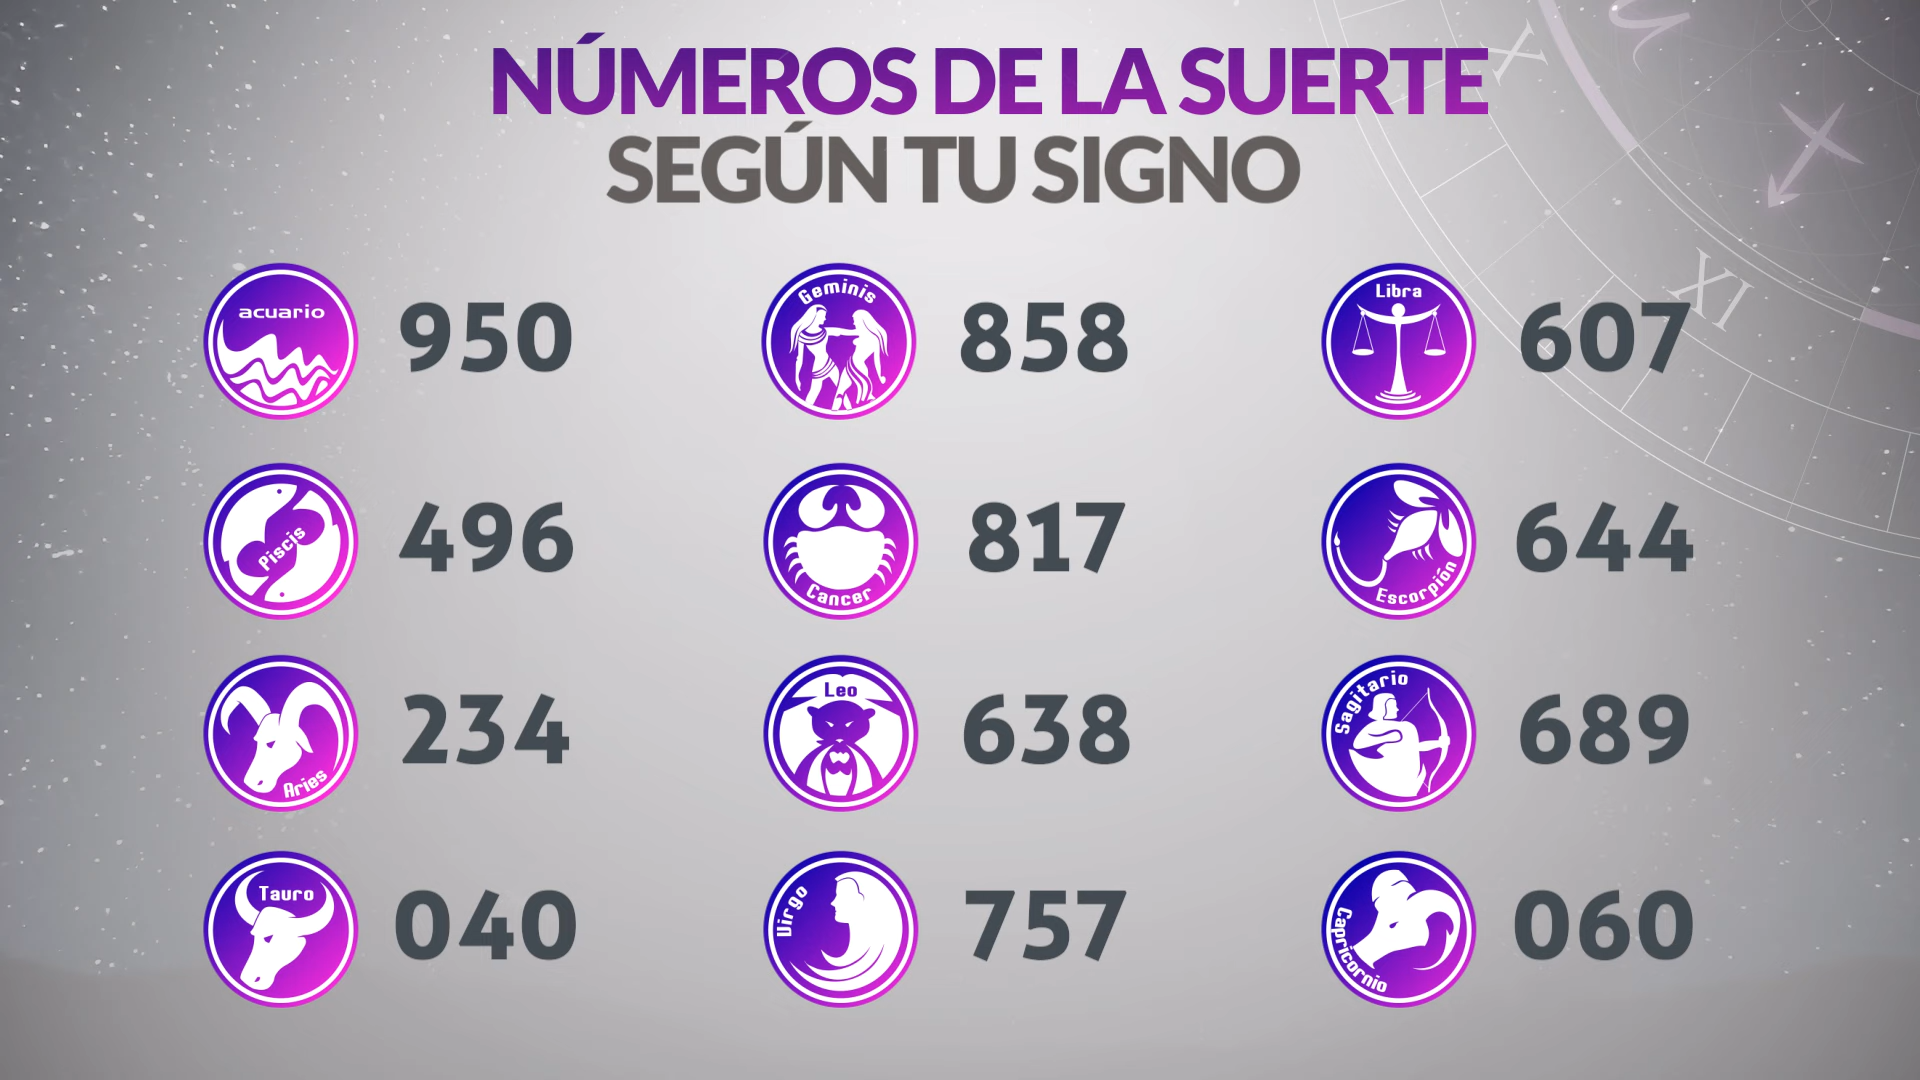 NÚMEROS DE LA SUERTE
SEGÚN TU SIGNO
acuario 950
Geminis 858
Libra 607
XI
X
Piscis 496
Cancer 817
Escorpión 644
Aries 234
Leo 638
Sagitario 689
Tauro 040
Virgo 757
Capricornio 060